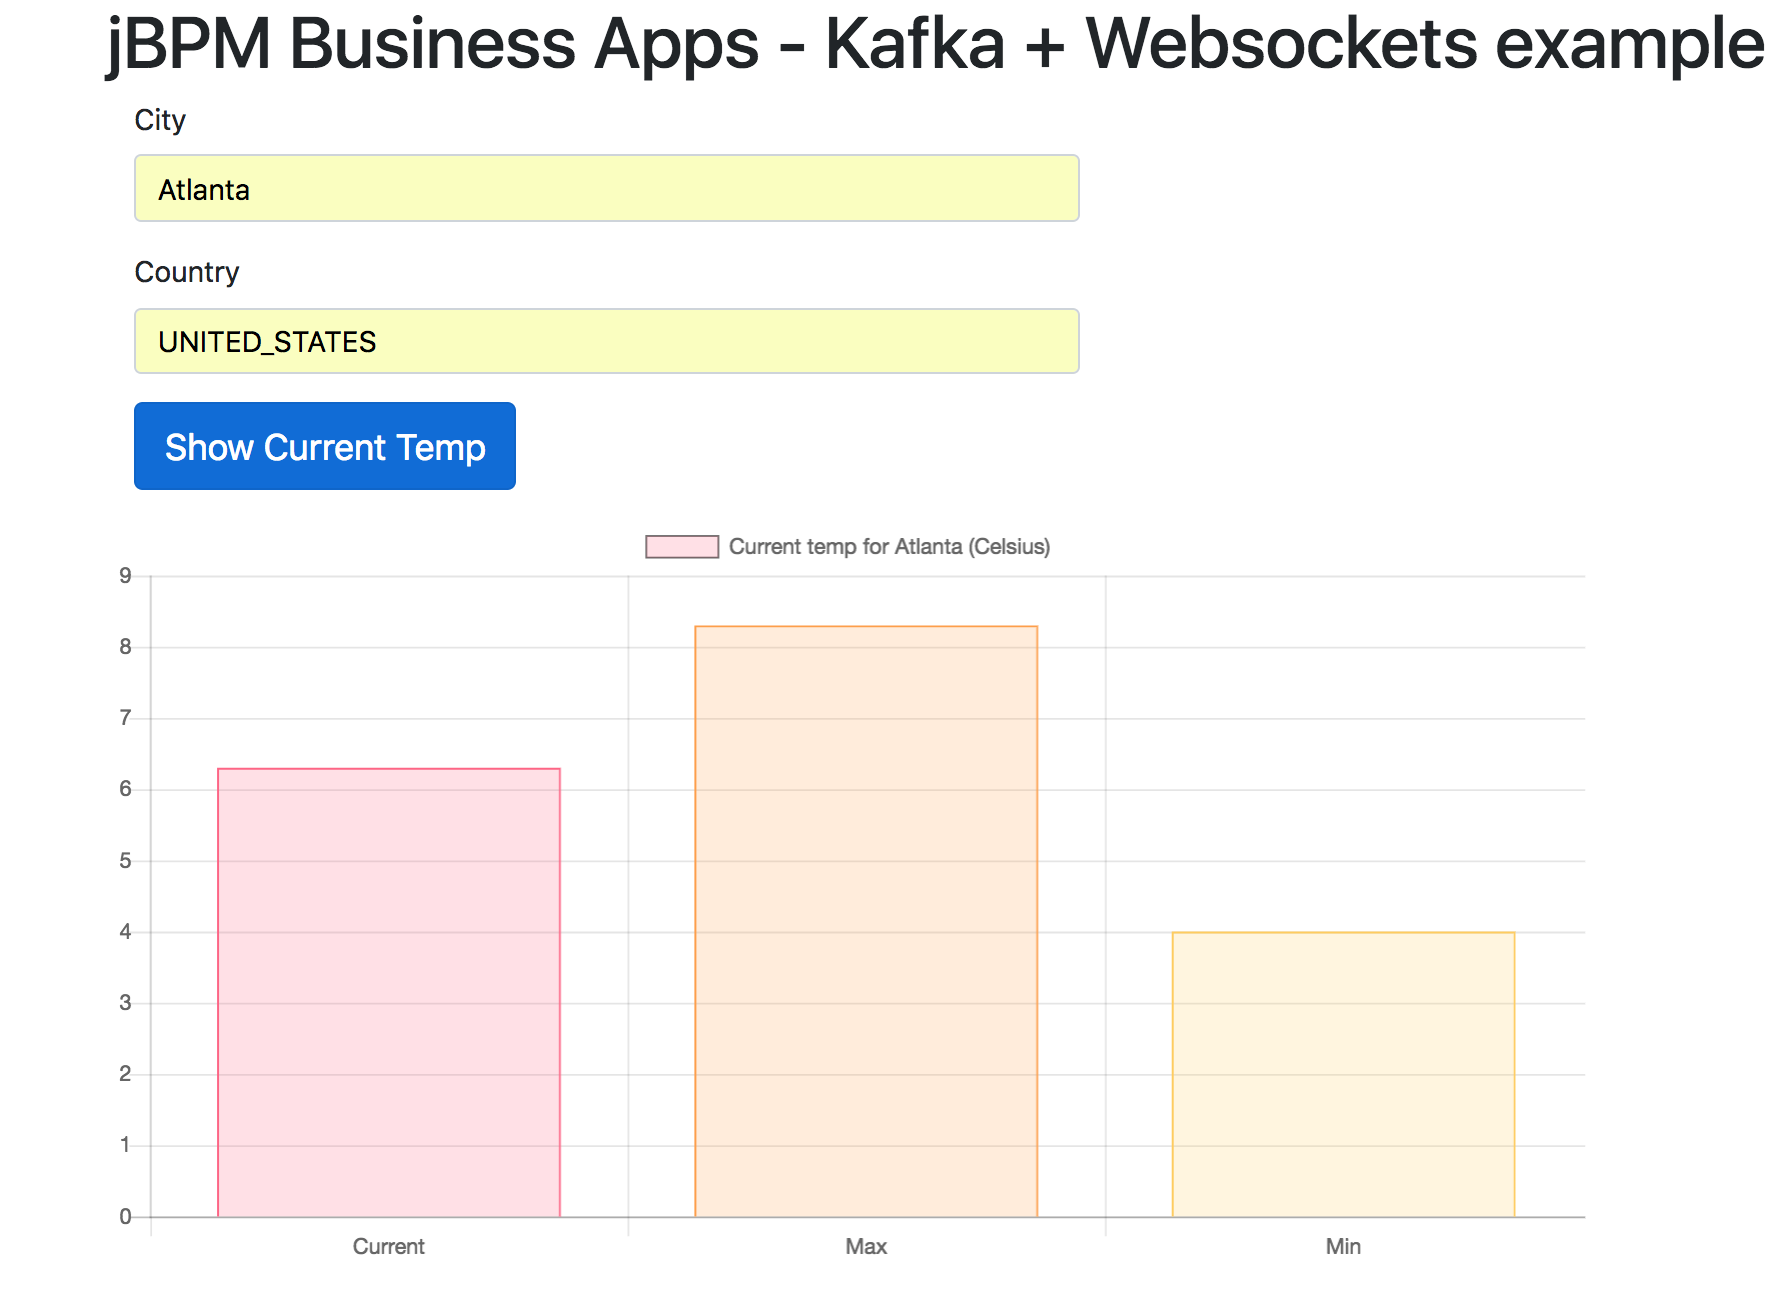 jBPM Business Apps - Kafka + Websockets example
City
Atlanta
Country
UNITED_STATES
Show Current Temp
Current temp for Atlanta (Celsius)
9
8
7
6
5
4
3
2
1
0
Current Max Min